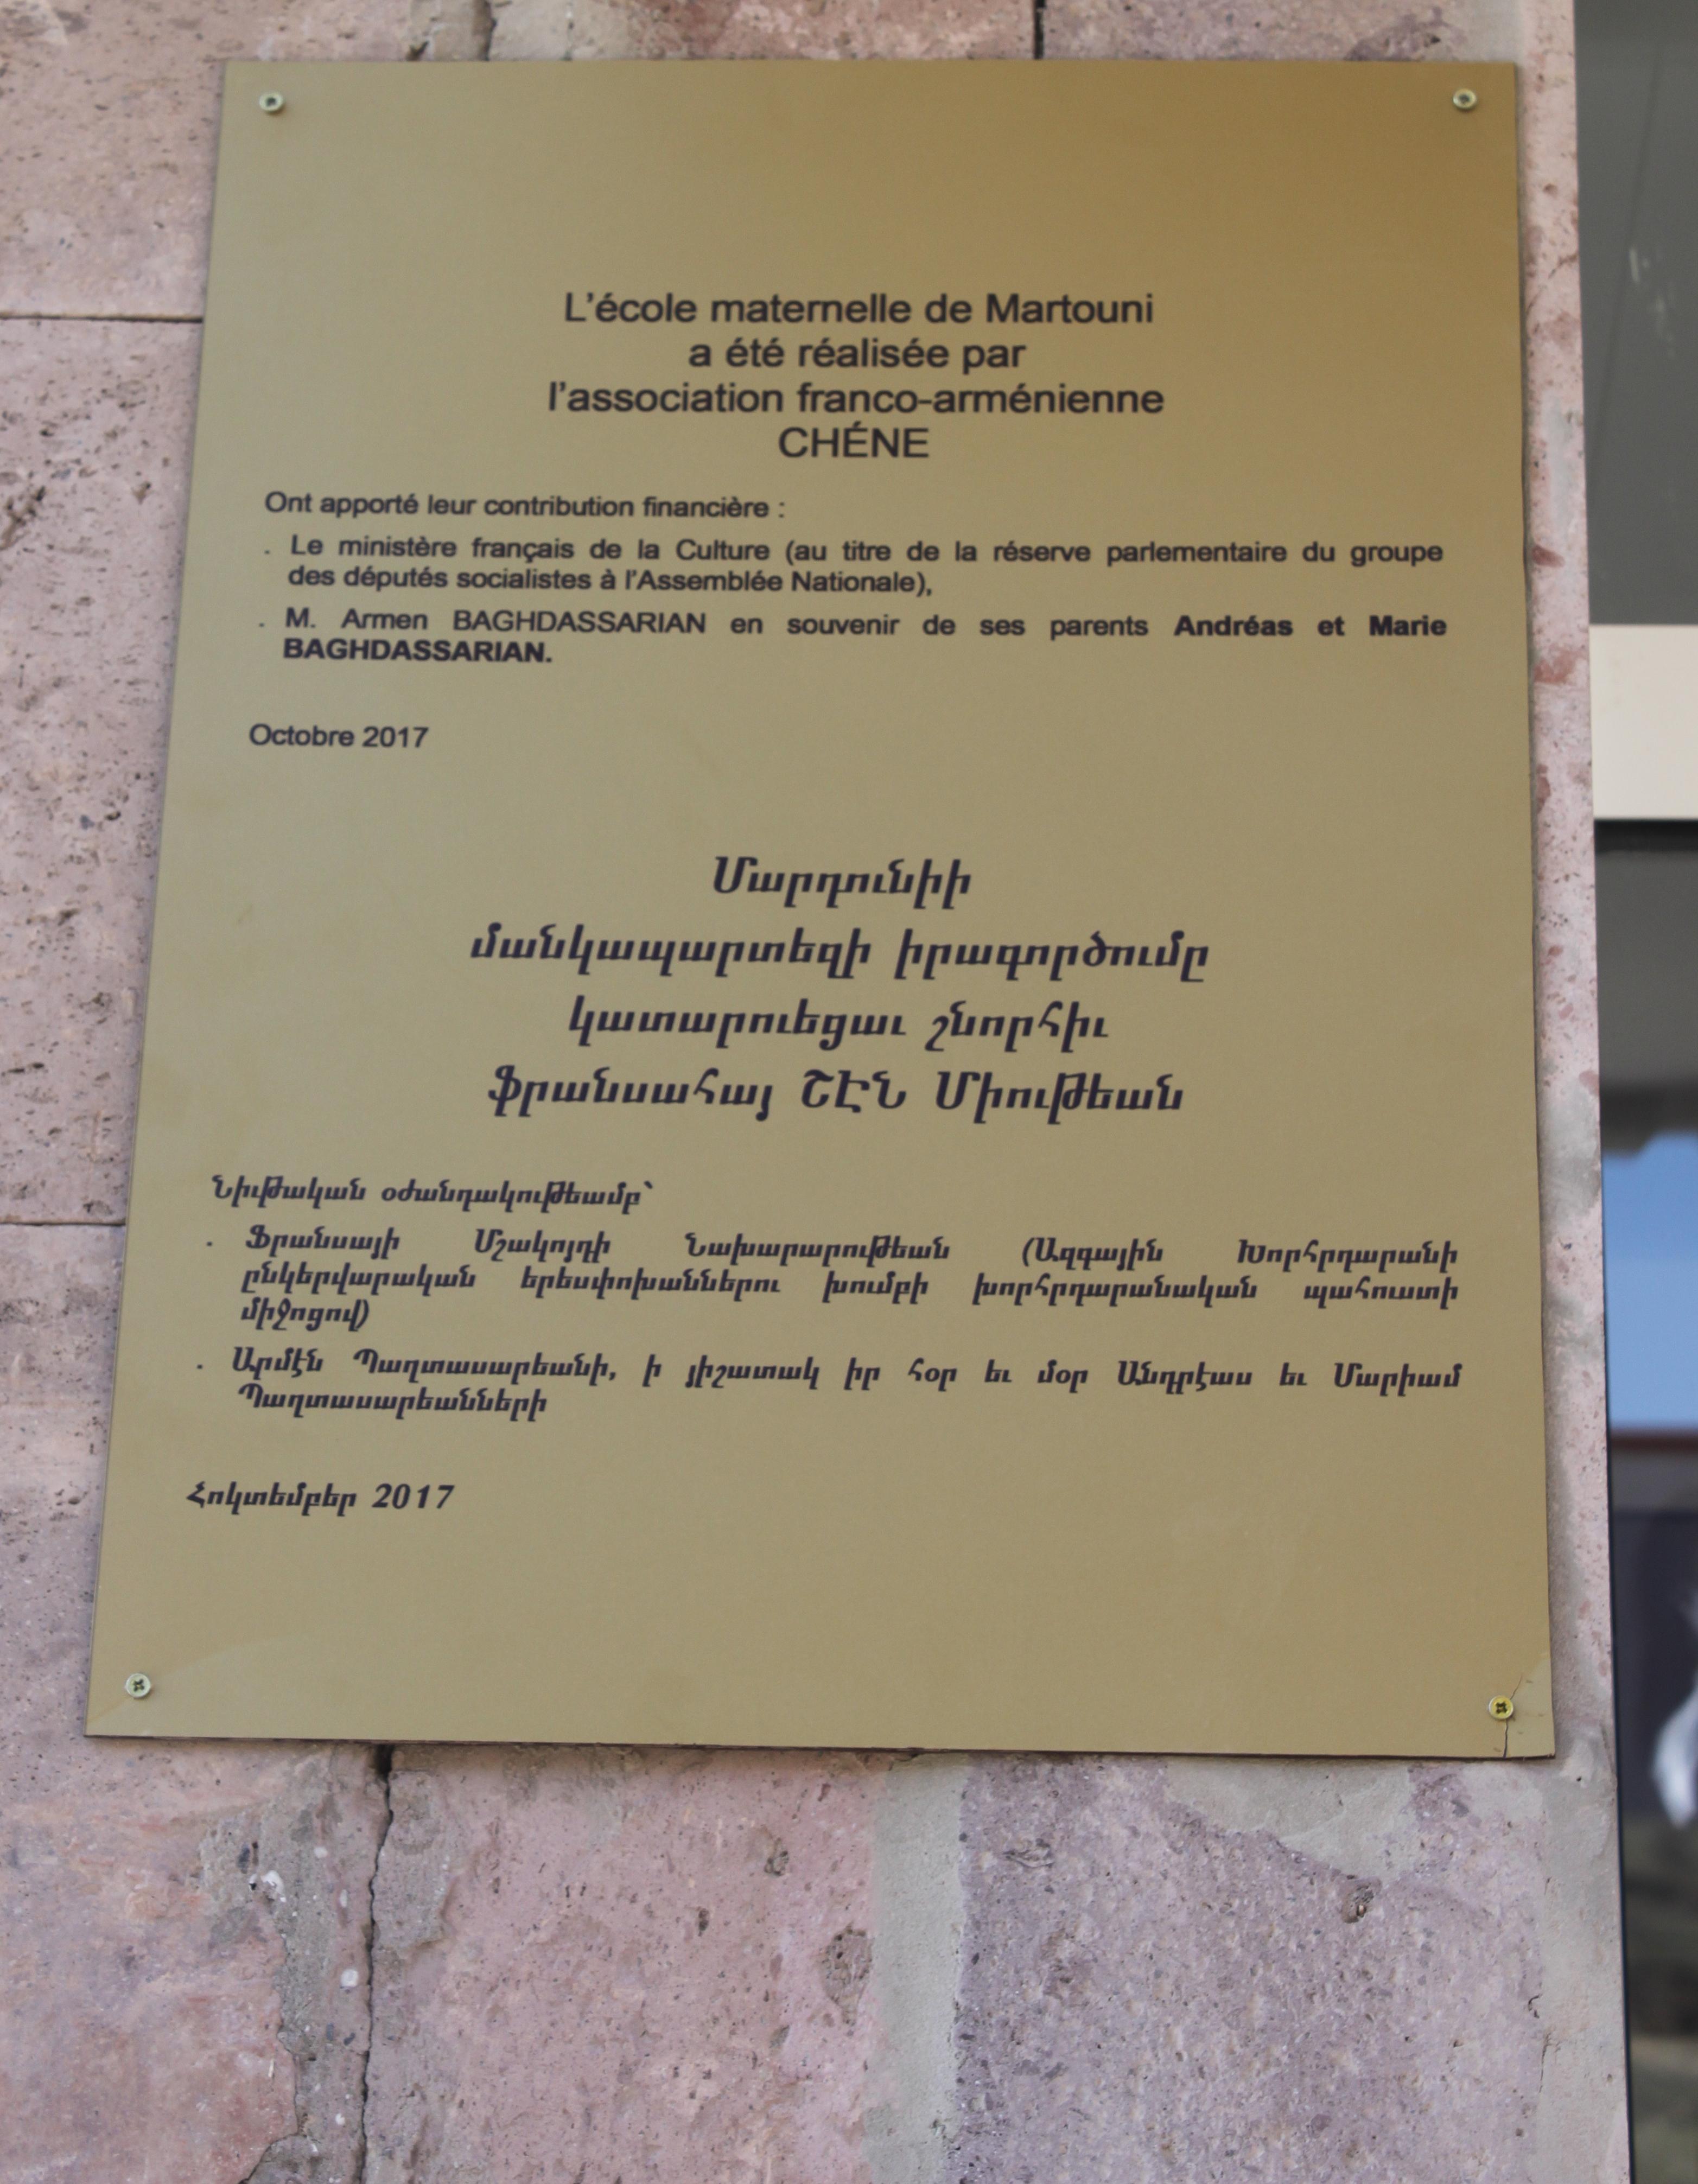 L'école maternelle de Martouni
a été réalisée par
l'association franco-arménienne
CHÉNE
Ont apporté leur contribution financière :
. Le ministère français de la Culture (au titre de la réserve parlementaire du groupe
des députés socialistes à l'Assemblée Nationale),
. M. Armen BAGHDASSARIAN en souvenir de ses parents Andréas et Marie
BAGHDASSARIAN.
Octobre 2017
Մարդունիի
մանկապարտեզի իրագործումը
կատարուեցաւ շնորհիւ
ֆրանսահայ ՇԷՆ Միութեան
Նիւթական օժանդակութեամբ՝
. Ֆրանսայի Մշակոյդի Նախարարութեան (Ազգային Խորհրդարանի
ընկերվարական երեսփոխաններու խումբի խորհրդարանական պահուստի
միջոցով)
. Արմէն Պաղտասարեանի, ի յիշատակ իր հօր եւ մօր Անդրէաս եւ Մարիամ
Պաղտասարեանների
Հոկտեմբեր 2017